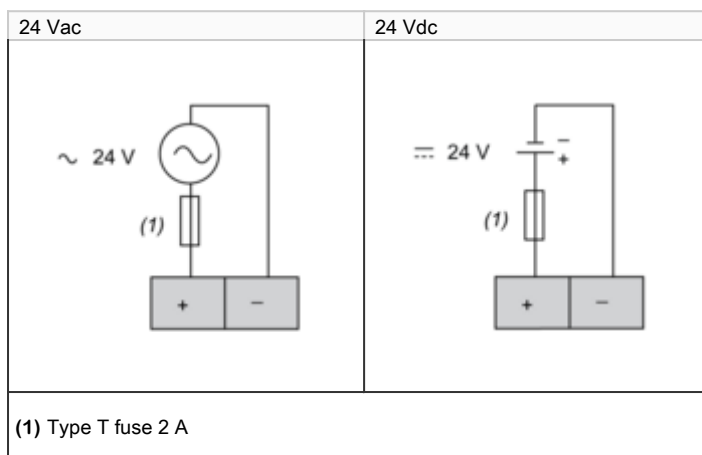 24 Vac
24 Vdc
∼ 24 V
(1)
+ −
⎓ 24 V
−
+
(1)
+ −
(1) Type T fuse 2 A